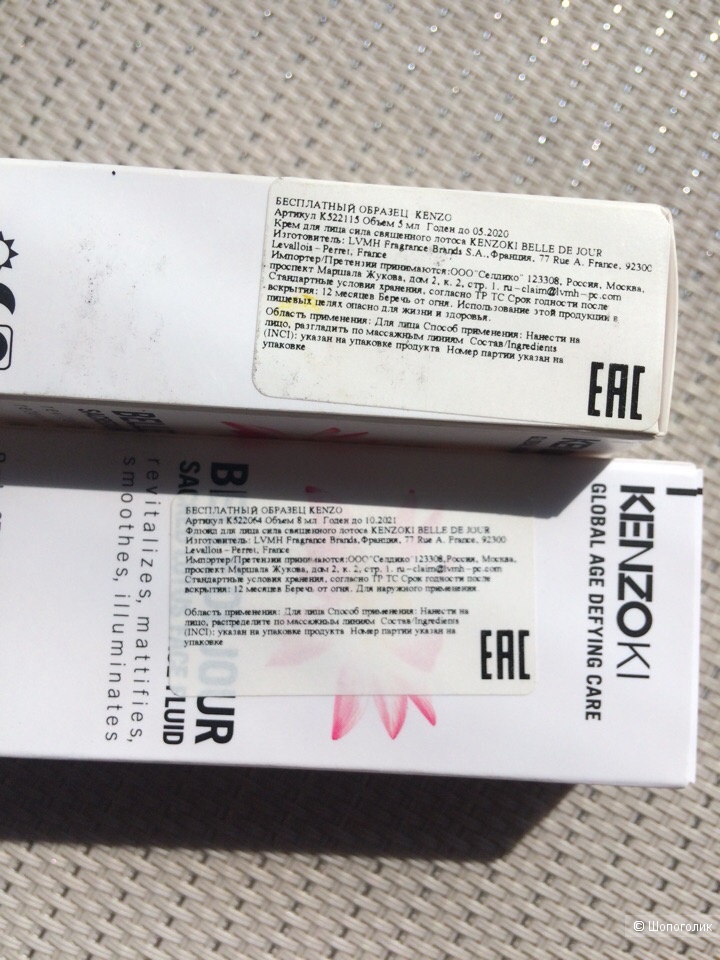 БЕСПЛАТНЫЙ ОБРАЗЕЦ KENZO
Артикул K522115 Объем 5 мл Годен до 05.2020
Крем для лица сила священного лотоса KENZOKI BELLE DE JOUR
Изготовитель: LVMH Fragrance Brands S.A., Франция, 77 Rue A. France, 92300
Levallois - Perret, France
Импортер/Претензии принимаются:ООО"Селдико" 123308, Россия, Москва,
проспект Маршала Жукова, дом 2, к. 2, стр. 1. ru-claim@lvmh-pc.com
Стандартные условия хранения, согласно ТР ТС Срок годности после
вскрытия: 12 месяцев Беречь от огня. Использование этой продукции в
пищевых целях опасно для жизни и здоровья.
Область применения: Для лица Способ применения: Нанести на
лицо, разгладить по массажным линиям Состав/Ingredients
(INCI): указан на упаковке продукта Номер партии указан на
упаковке
EAC
БЕСПЛАТНЫЙ ОБРАЗЕЦ KENZO
Артикул K522064 Объем 8 мл Годен до 10.2021
Флюид для лица сила священного лотоса KENZOKI BELLE DE JOUR
Изготовитель: LVMH Fragrance Brands,Франция, 77 Rue A. France, 92300
Levallois - Perret, France
Импортер/Претензии принимаются:ООО"Селдико" 123308,Россия, Москва,
проспект Маршала Жукова, дом 2, к. 2, стр. 1. ru-claim@lvmh-pc.com
Стандартные условия хранения, согласно ТР ТС Срок годности после
вскрытия: 12 месяцев Беречь от огня. Для наружного применения
Область применения: Для лица Способ применения: Нанести на
лицо, распределите по массажным линиям Состав/Ingredients
(INCI): указан на упаковке продукта Номер партии указан на
упаковке
EAC
KENZOKI
GLOBAL AGE DEFYING CARE
JOUR
FLUID
revitalizes, mattifies,
smoothes, illuminates
© Шопоголик